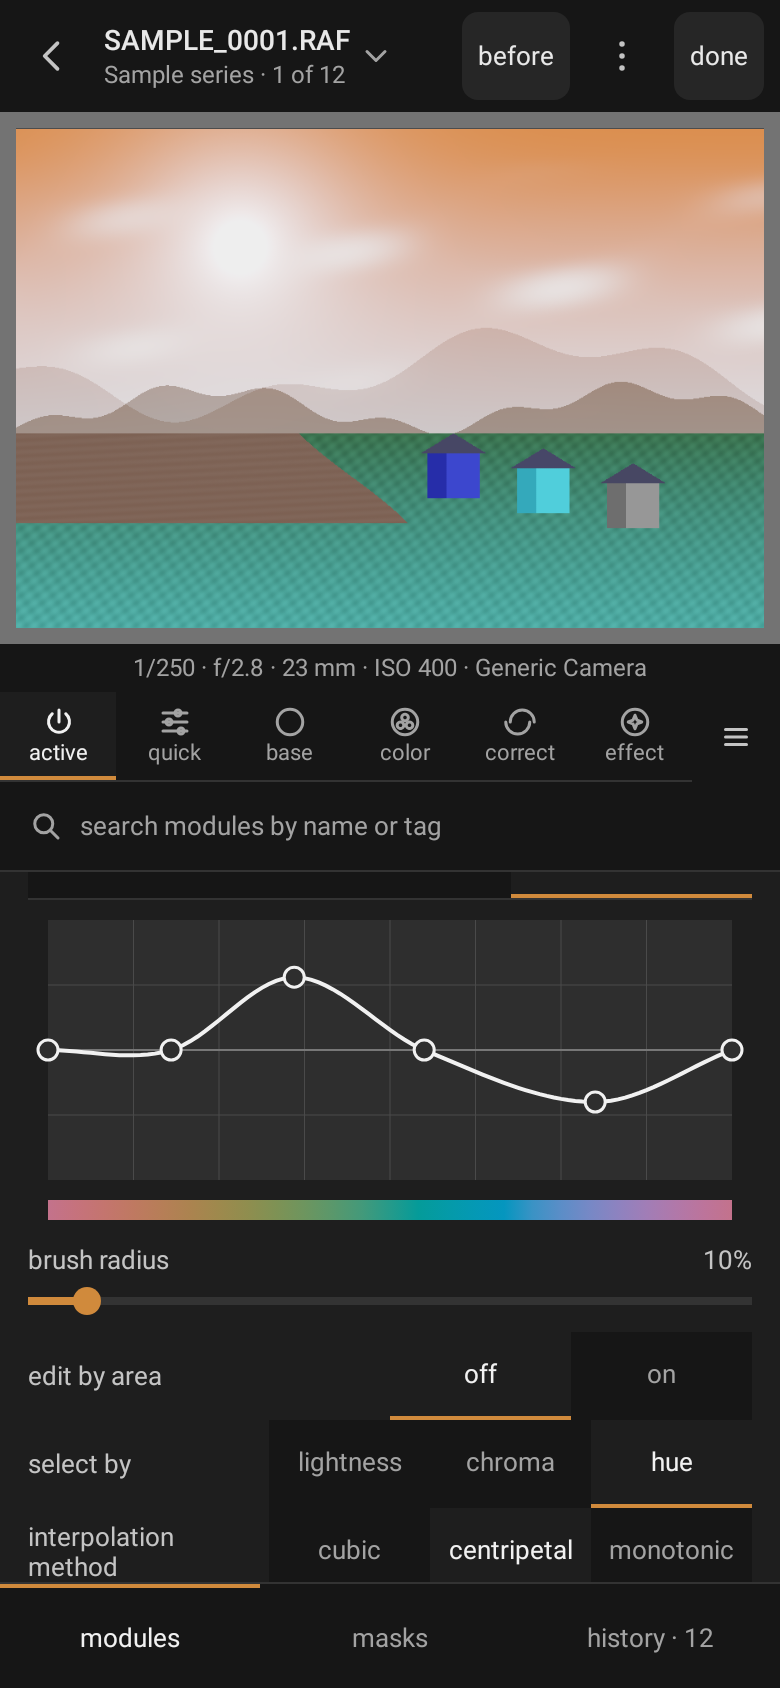 SAMPLE_0001.RAF
Sample series · 1 of 12
before
done
1/250 · f/2.8 · 23 mm · ISO 400 · Generic Camera
active
quick
base
color
correct
effect
search modules by name or tag
brush radius
10%
edit by area
off
on
select by
lightness
chroma
hue
interpolation
method
cubic
centripetal
monotonic
modules
masks
history · 12